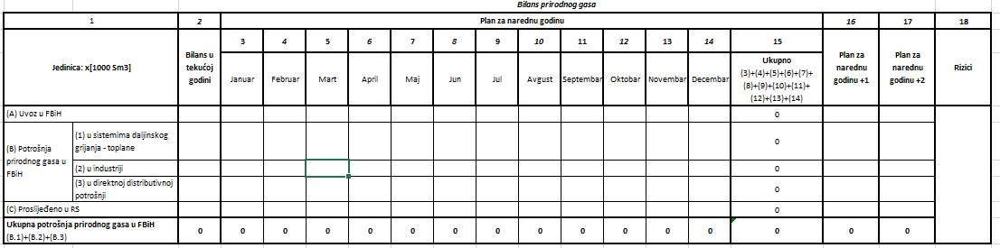 Bilans prirodnog gasa
1 2 Plan za narednu godinu 16 17 18
Jedinica: x[1000 Sm3]
Bilans u
tekućoj
godini
3 4 5 6 7 8 9 10 11 12 13 14 15
Januar Februar Mart April Maj Jun Jul Avgust Septembar Oktobar Novembar Decembar
Ukupno
(3)+(4)+(5)+(6)+(7)+
(8)+(9)+(10)+(11)+
(12)+(13)+(14)
Plan za
narednu
godinu +1
Plan za
narednu
godinu +2
Rizici
(A) Uvoz u FBiH 0
(B) Potrošnja
prirodnog gasa u
FBiH
(1) u sistemima daljinskog
grijanja - toplane
0
(2) u industriji 0
(3) u direktnoj distributivnoj
potrošnji
0
(C) Proslijeđeno u RS 0
Ukupna potrošnja prirodnog gasa u FBiH
(B.1)+(B.2)+(B.3)
0 0 0 0 0 0 0 0 0 0 0 0 0 0 0 0